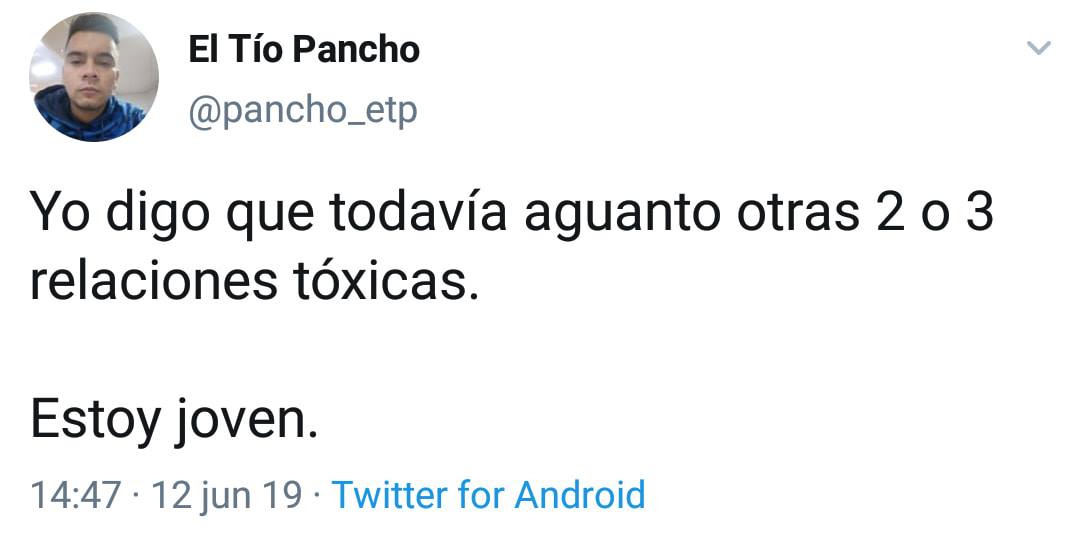 El Tío Pancho
@pancho_etp
Yo digo que todavía aguanto otras 2 o 3
relaciones tóxicas.
Estoy joven.
14:47 · 12 jun 19 · Twitter for Android